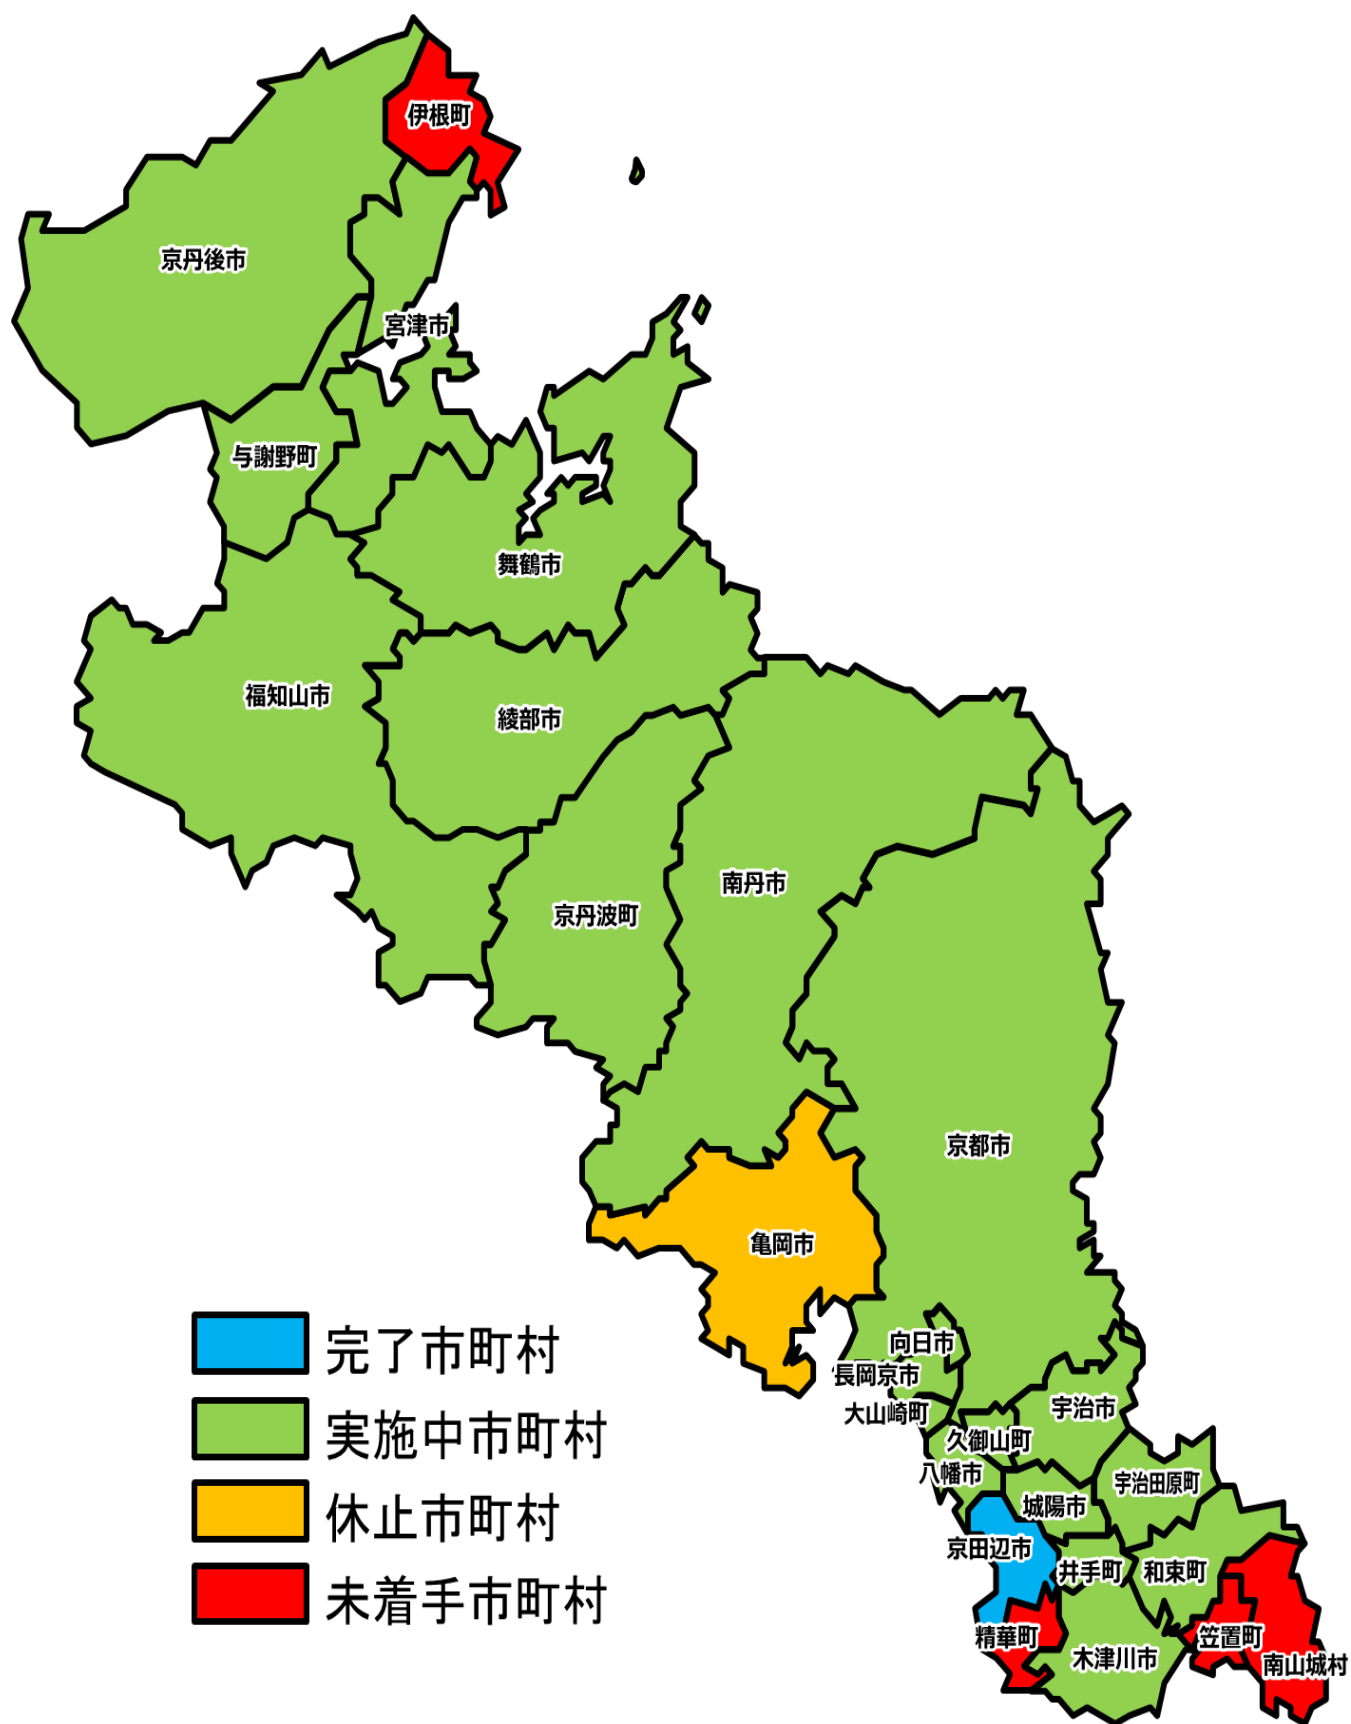 伊根町
京丹後市
宮津市
与謝野町
舞鶴市
福知山市
綾部市
南丹市
京丹波町
京都市
亀岡市
向日市
長岡京市
大山崎町
宇治市
久御山町
八幡市
宇治田原町
城陽市
京田辺市
井手町
和束町
精華町
木津川市
笠置町
南山城村
完了市町村
実施中市町村
休止市町村
未着手市町村